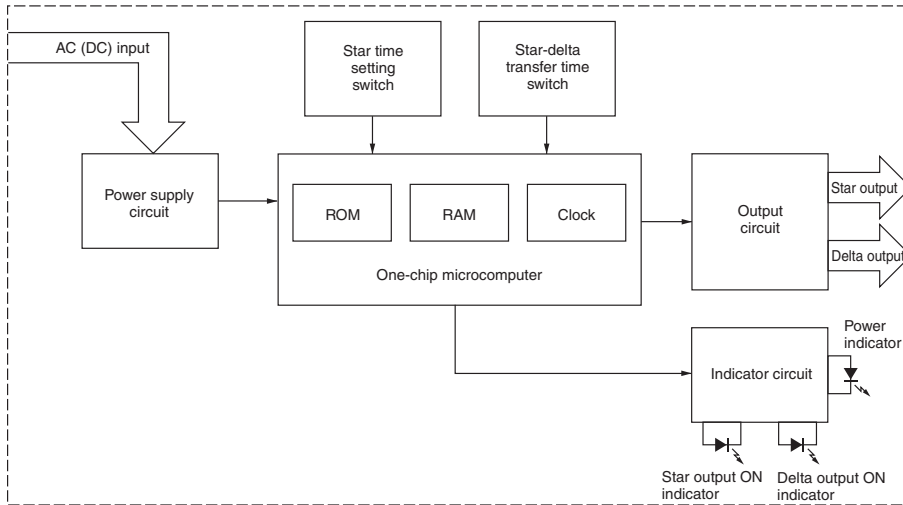 AC (DC) input
Star time
setting
switch
Star-delta
transfer time
switch
Power supply
circuit
ROM
RAM
Clock
One-chip microcomputer
Output
circuit
Star output
Delta output
Power
indicator
Indicator circuit
Star output ON
indicator
Delta output ON
indicator